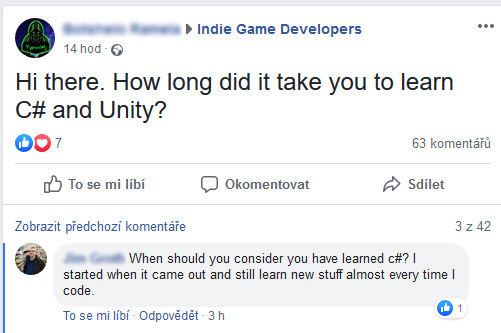 Indie Game Developers
14 hod
Hi there. How long did it take you to learn
C# and Unity?
7
63 komentářů
To se mi líbí
Okomentovat
Sdílet
Zobrazit předchozí komentáře
3 z 42
When should you consider you have learned c#? I
started when it came out and still learn new stuff almost every time I
code.
1
To se mi líbí · Odpovědět · 3 h